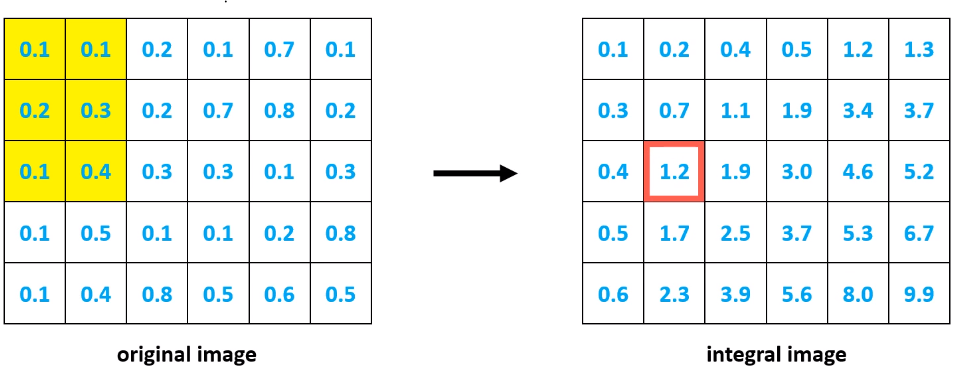 0.1 0.1 0.2 0.1 0.7 0.1 0.1 0.2 0.4 0.5 1.2 1.3
0.2 0.3 0.2 0.7 0.8 0.2 0.3 0.7 1.1 1.9 3.4 3.7
0.1 0.4 0.3 0.3 0.1 0.3 0.4 1.2 1.9 3.0 4.6 5.2
0.1 0.5 0.1 0.1 0.2 0.8 0.5 1.7 2.5 3.7 5.3 6.7
0.1 0.4 0.8 0.5 0.6 0.5 0.6 2.3 3.9 5.6 8.0 9.9
original image integral image